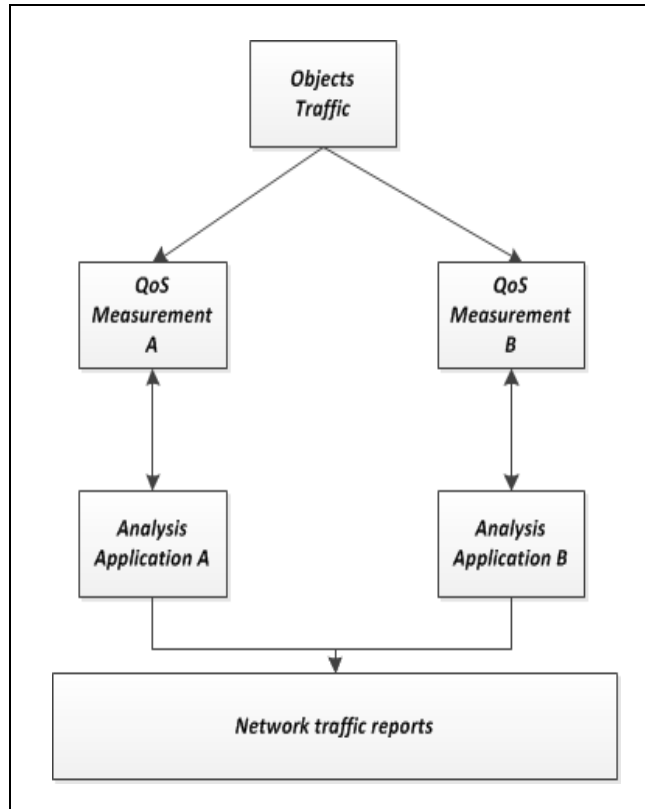 Objects
Traffic
QoS
Measurement
A
QoS
Measurement
B
Analysis
Application A
Analysis
Application B
Network traffic reports